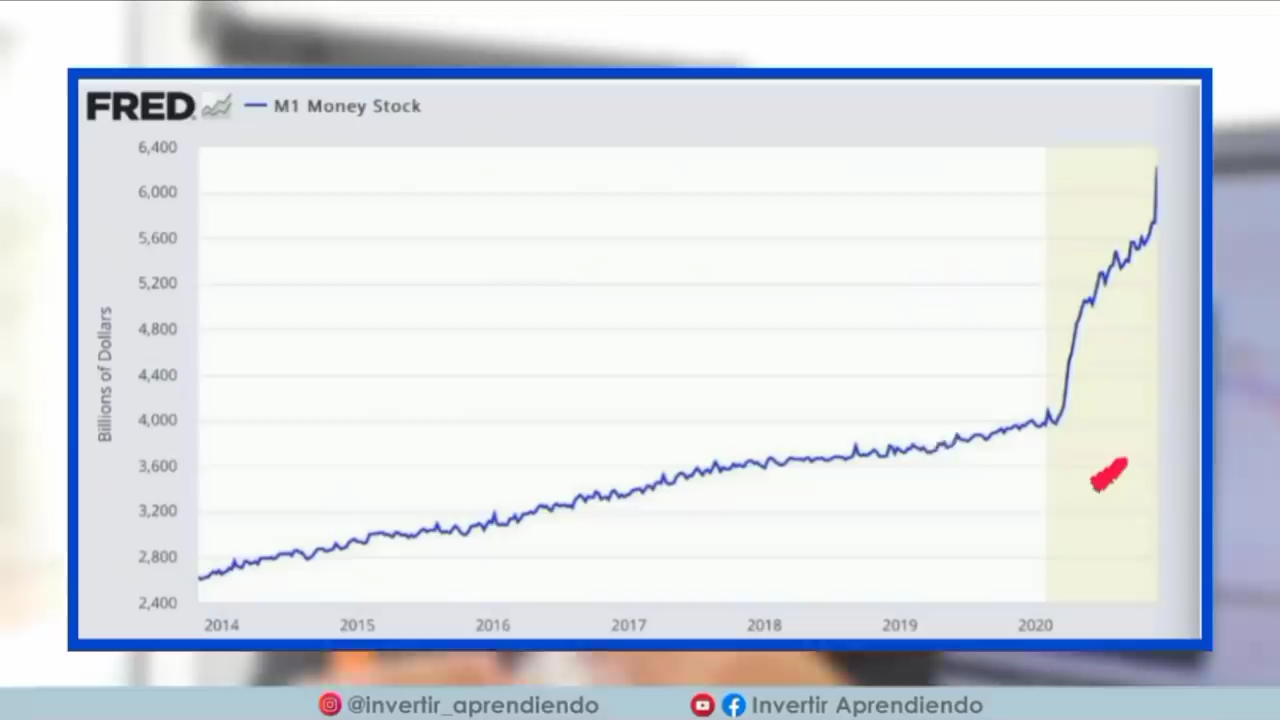 FRED
M1 Money Stock
6,400
6,000
5,600
5,200
4,800
4,400
4,000
3,600
3,200
2,800
2,400
Billions of Dollars
2014 2015 2016 2017 2018 2019 2020
@invertir_aprendiendo Invertir Aprendiendo